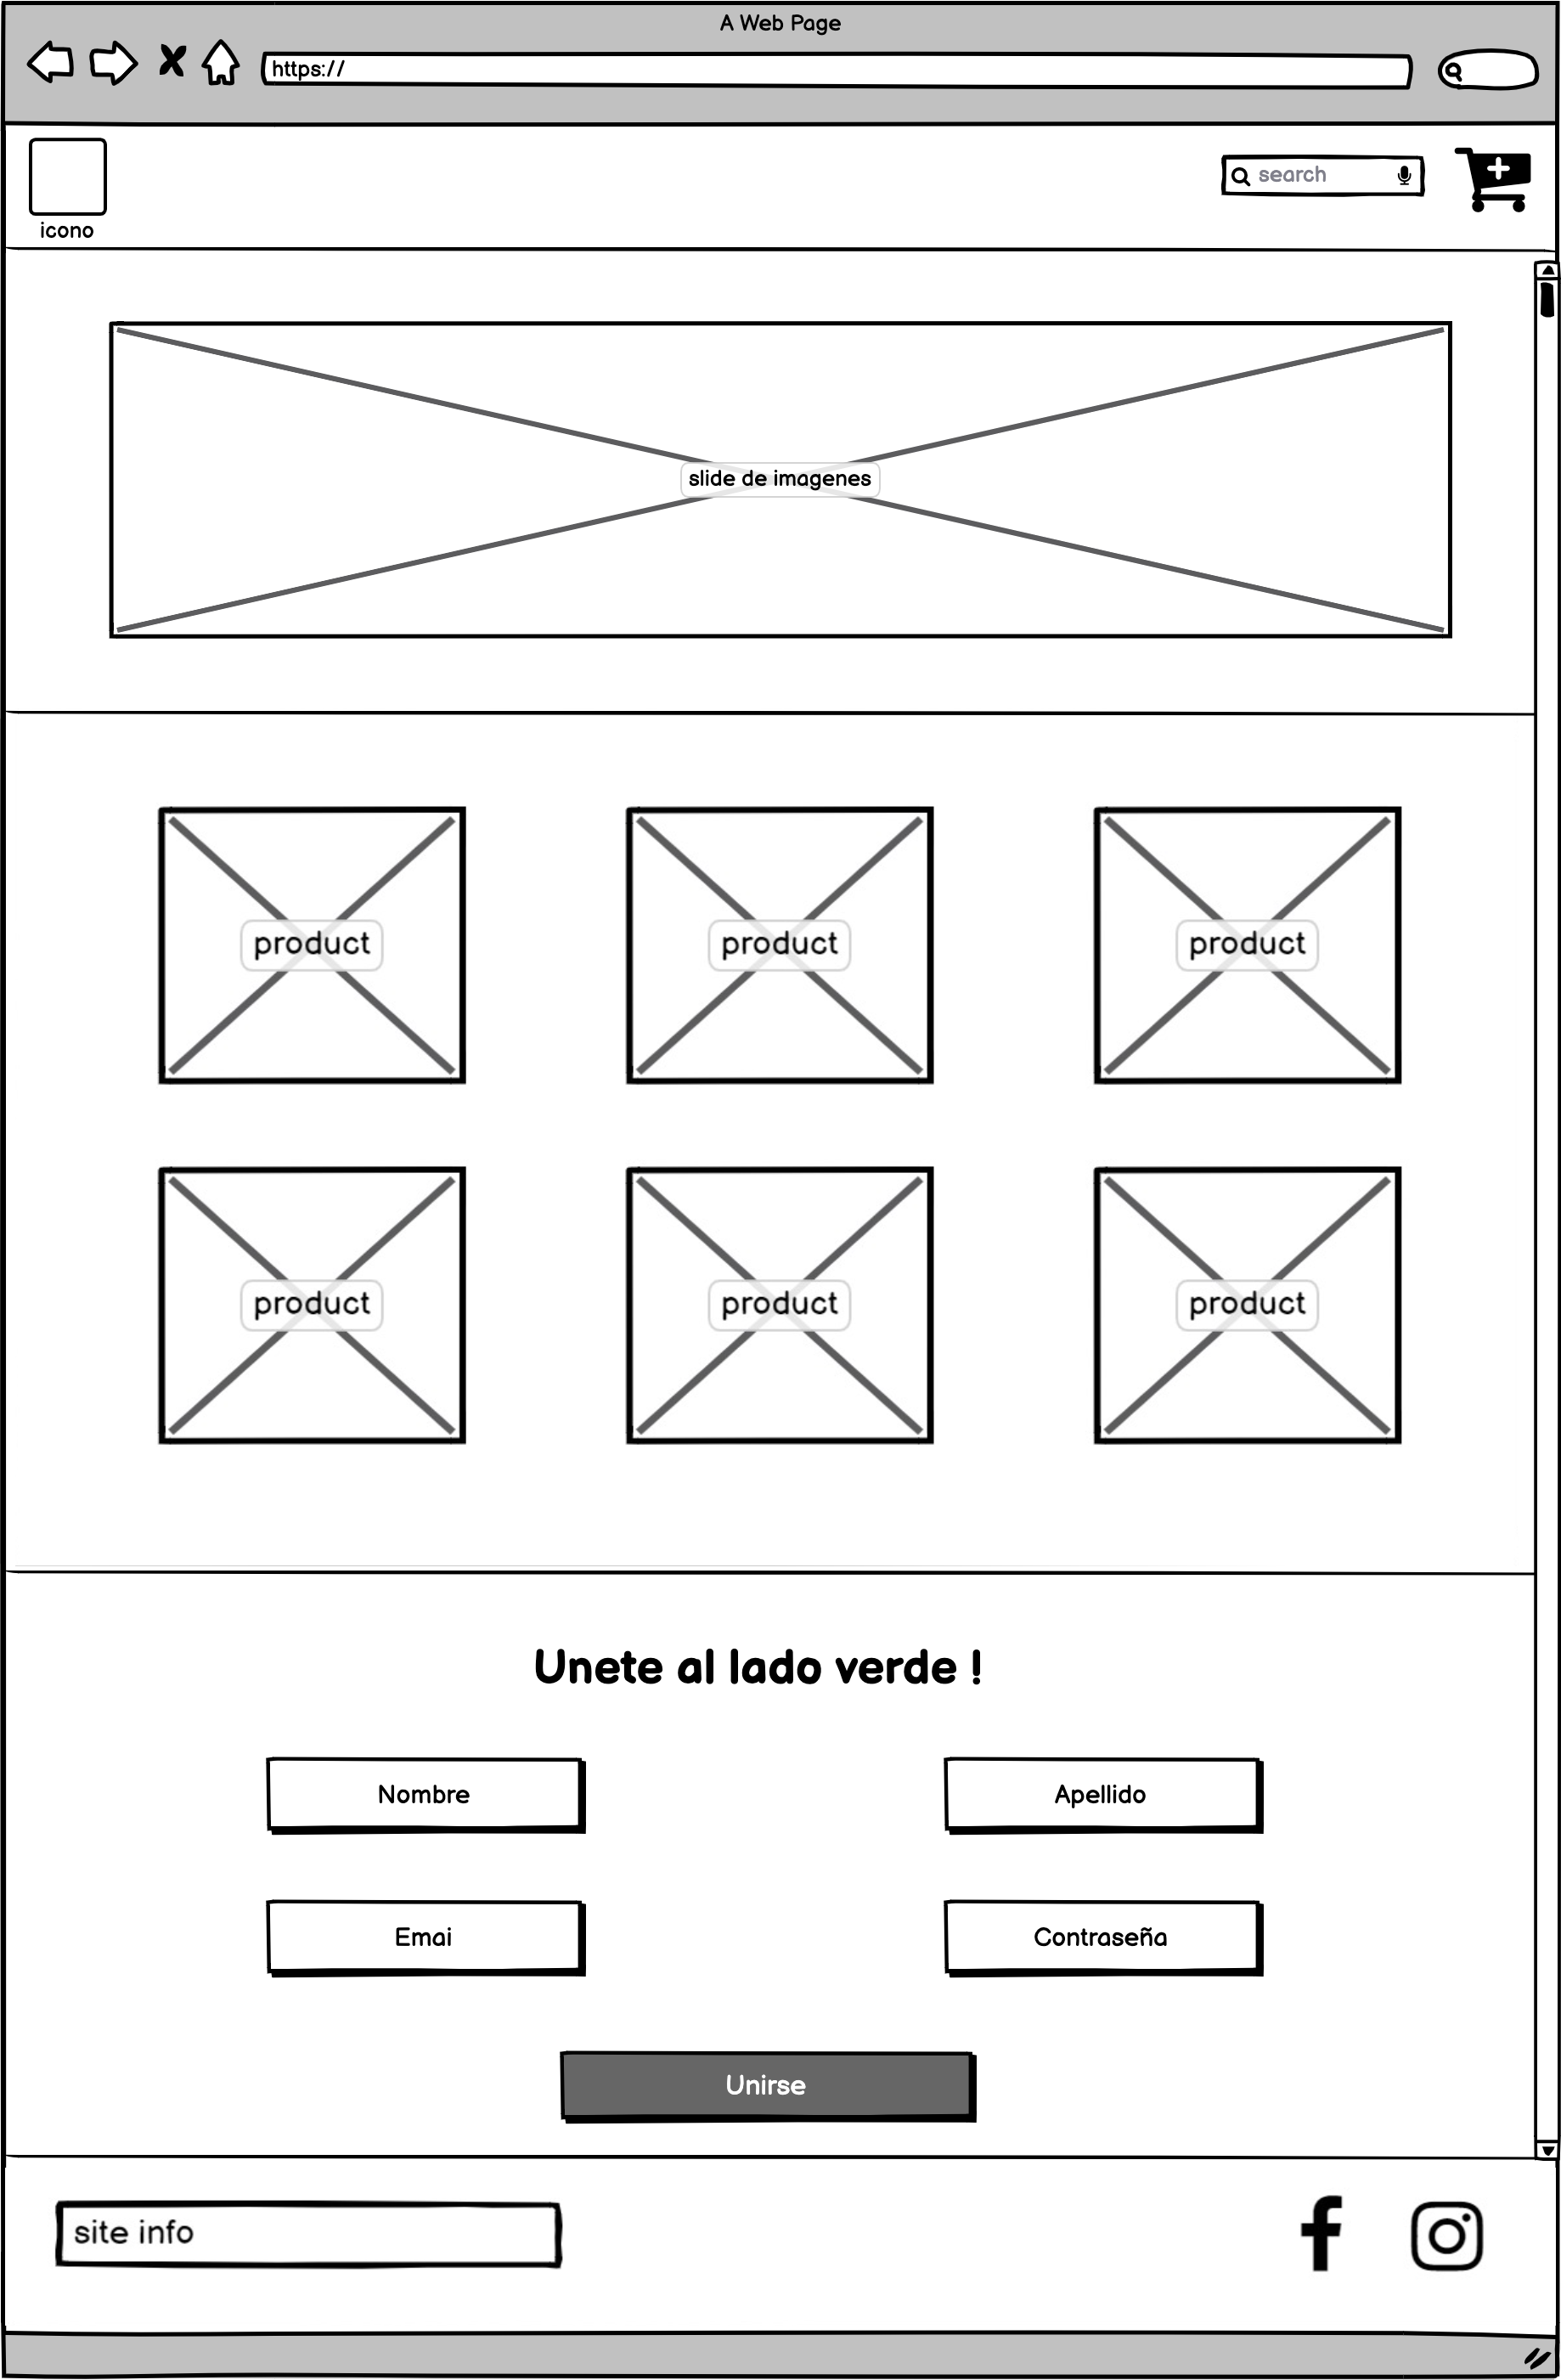 A Web Page
https://
search
icono
slide de imagenes
product
product
product
product
product
product
Unete al lado verde !
Nombre
Apellido
Emai
Contraseña
Unirse
site info